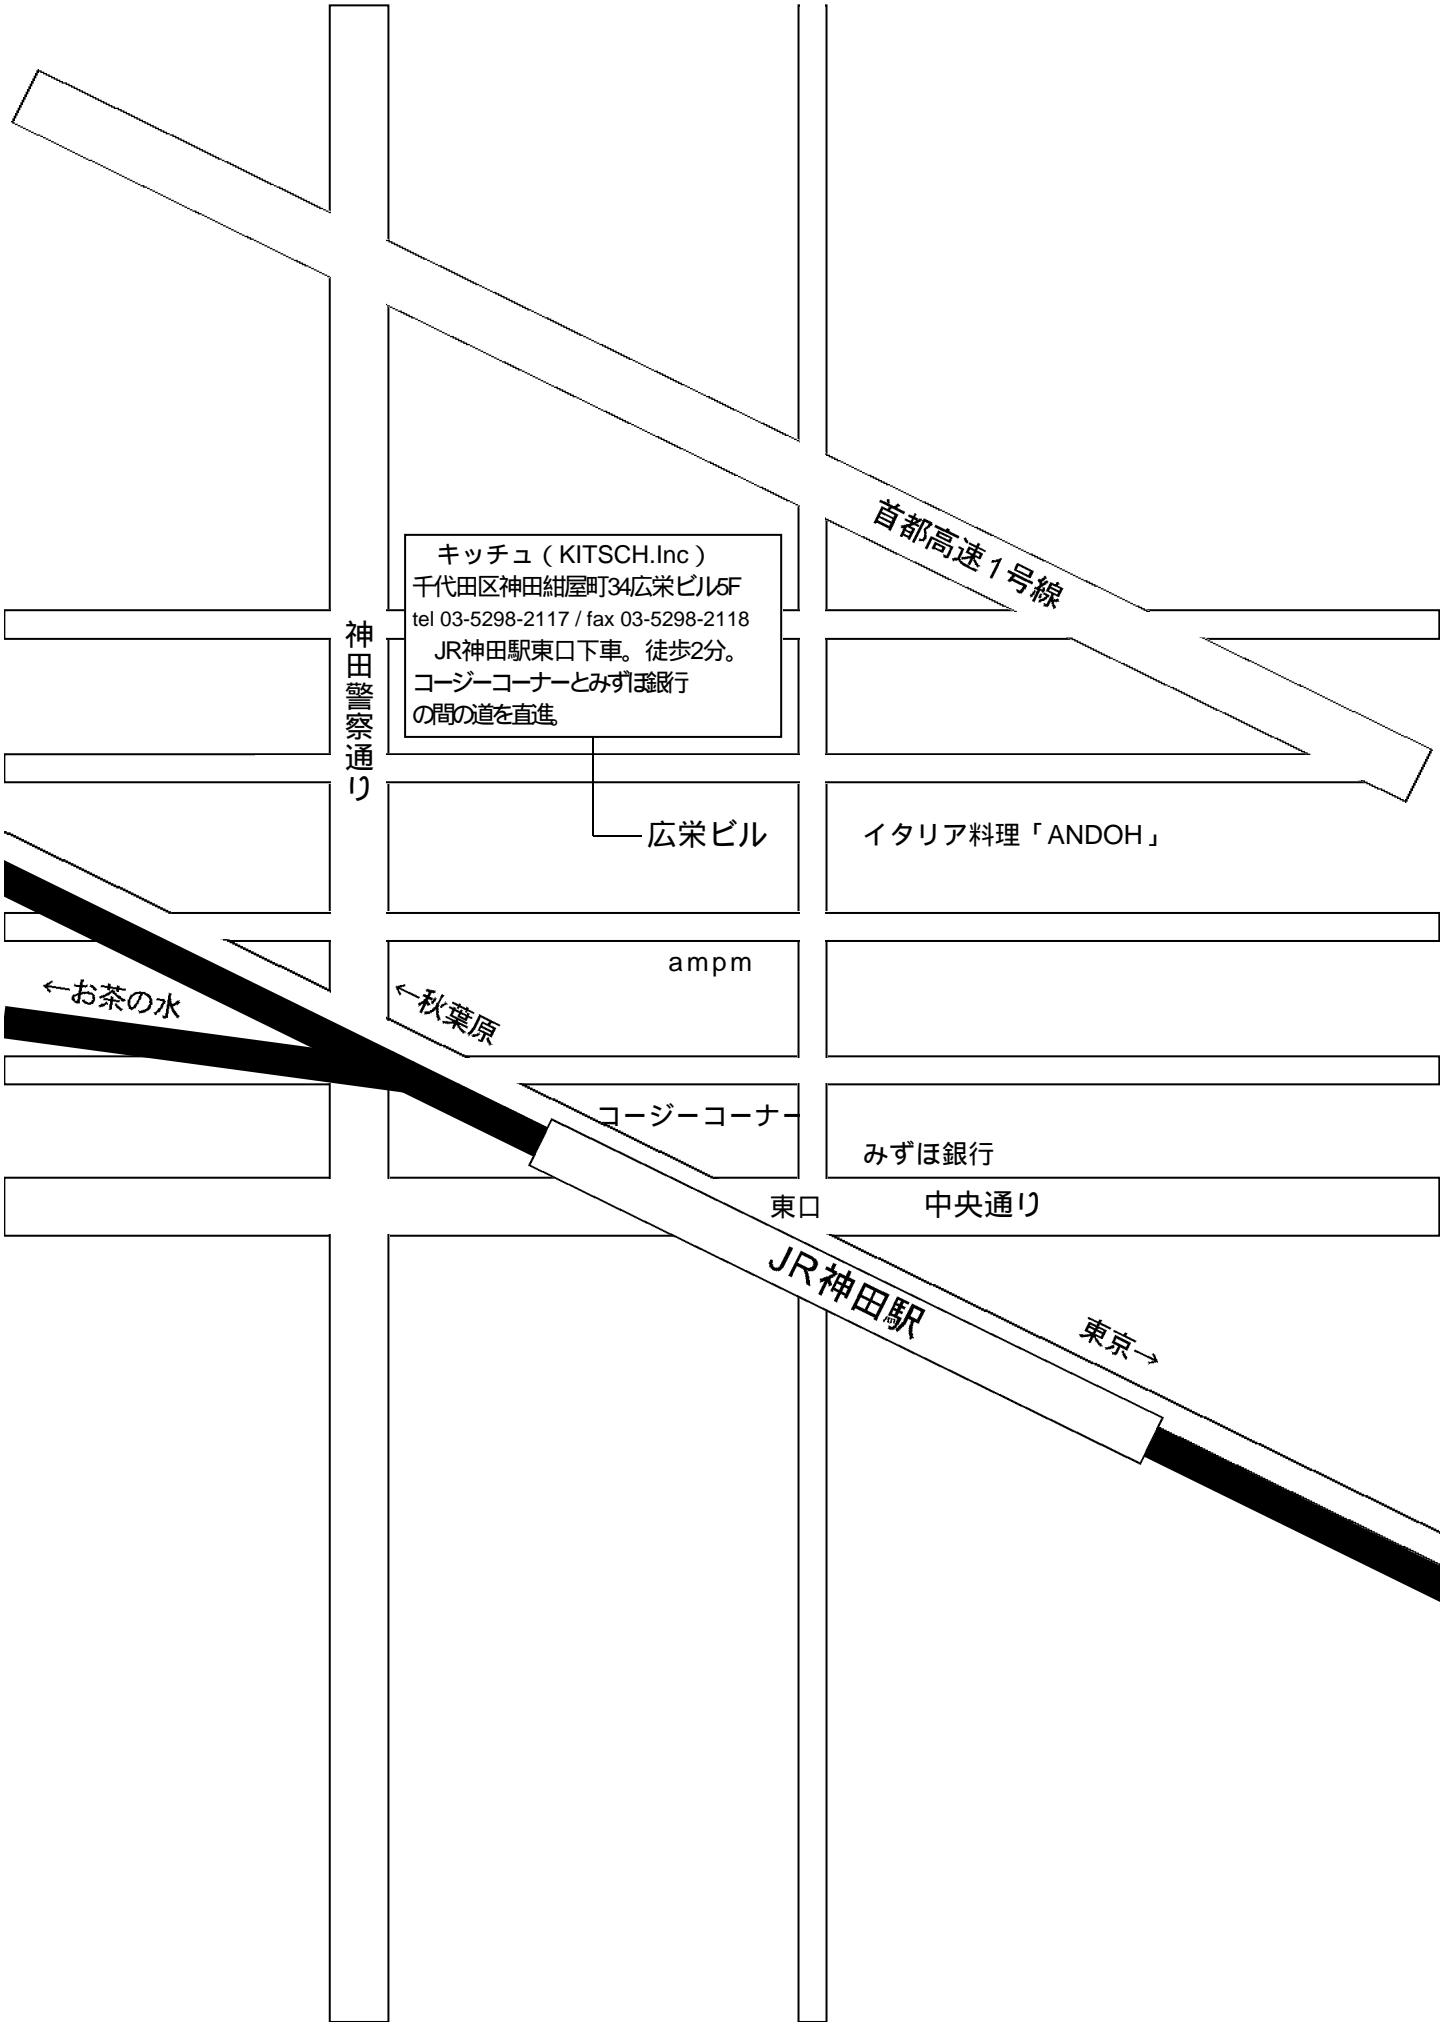 首都高速1号線
キッチュ（KITSCH.Inc）
千代田区神田紺屋町34広栄ビル5F
tel 03-5298-2117 / fax 03-5298-2118
JR神田駅東口下車。徒歩2分。
コージーコーナーとみずほ銀行
の間の道を直進。
神田警察通り
広栄ビル
イタリア料理「ANDOH」
ampm
←お茶の水
←秋葉原
コージーコーナー
みずほ銀行
東口
中央通り
JR神田駅
東京→